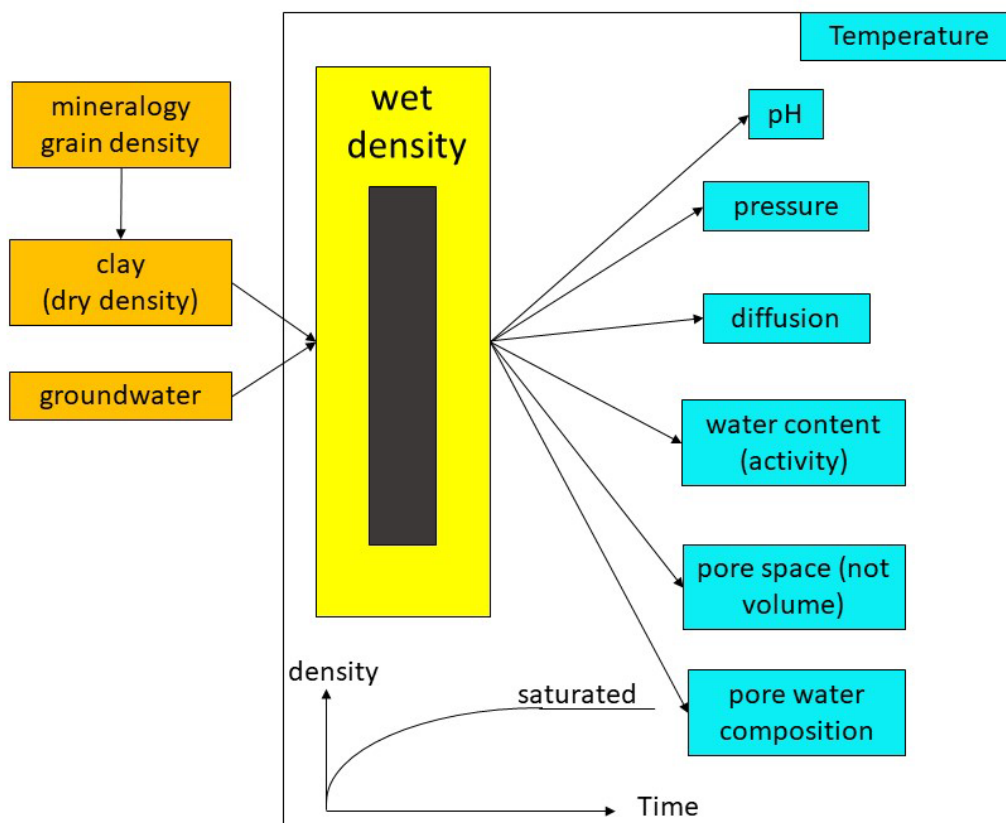 Temperature
mineralogy
grain density
clay
(dry density)
groundwater
wet
density
pH
pressure
diffusion
water content
(activity)
pore space (not
volume)
pore water
composition
density
saturated
Time